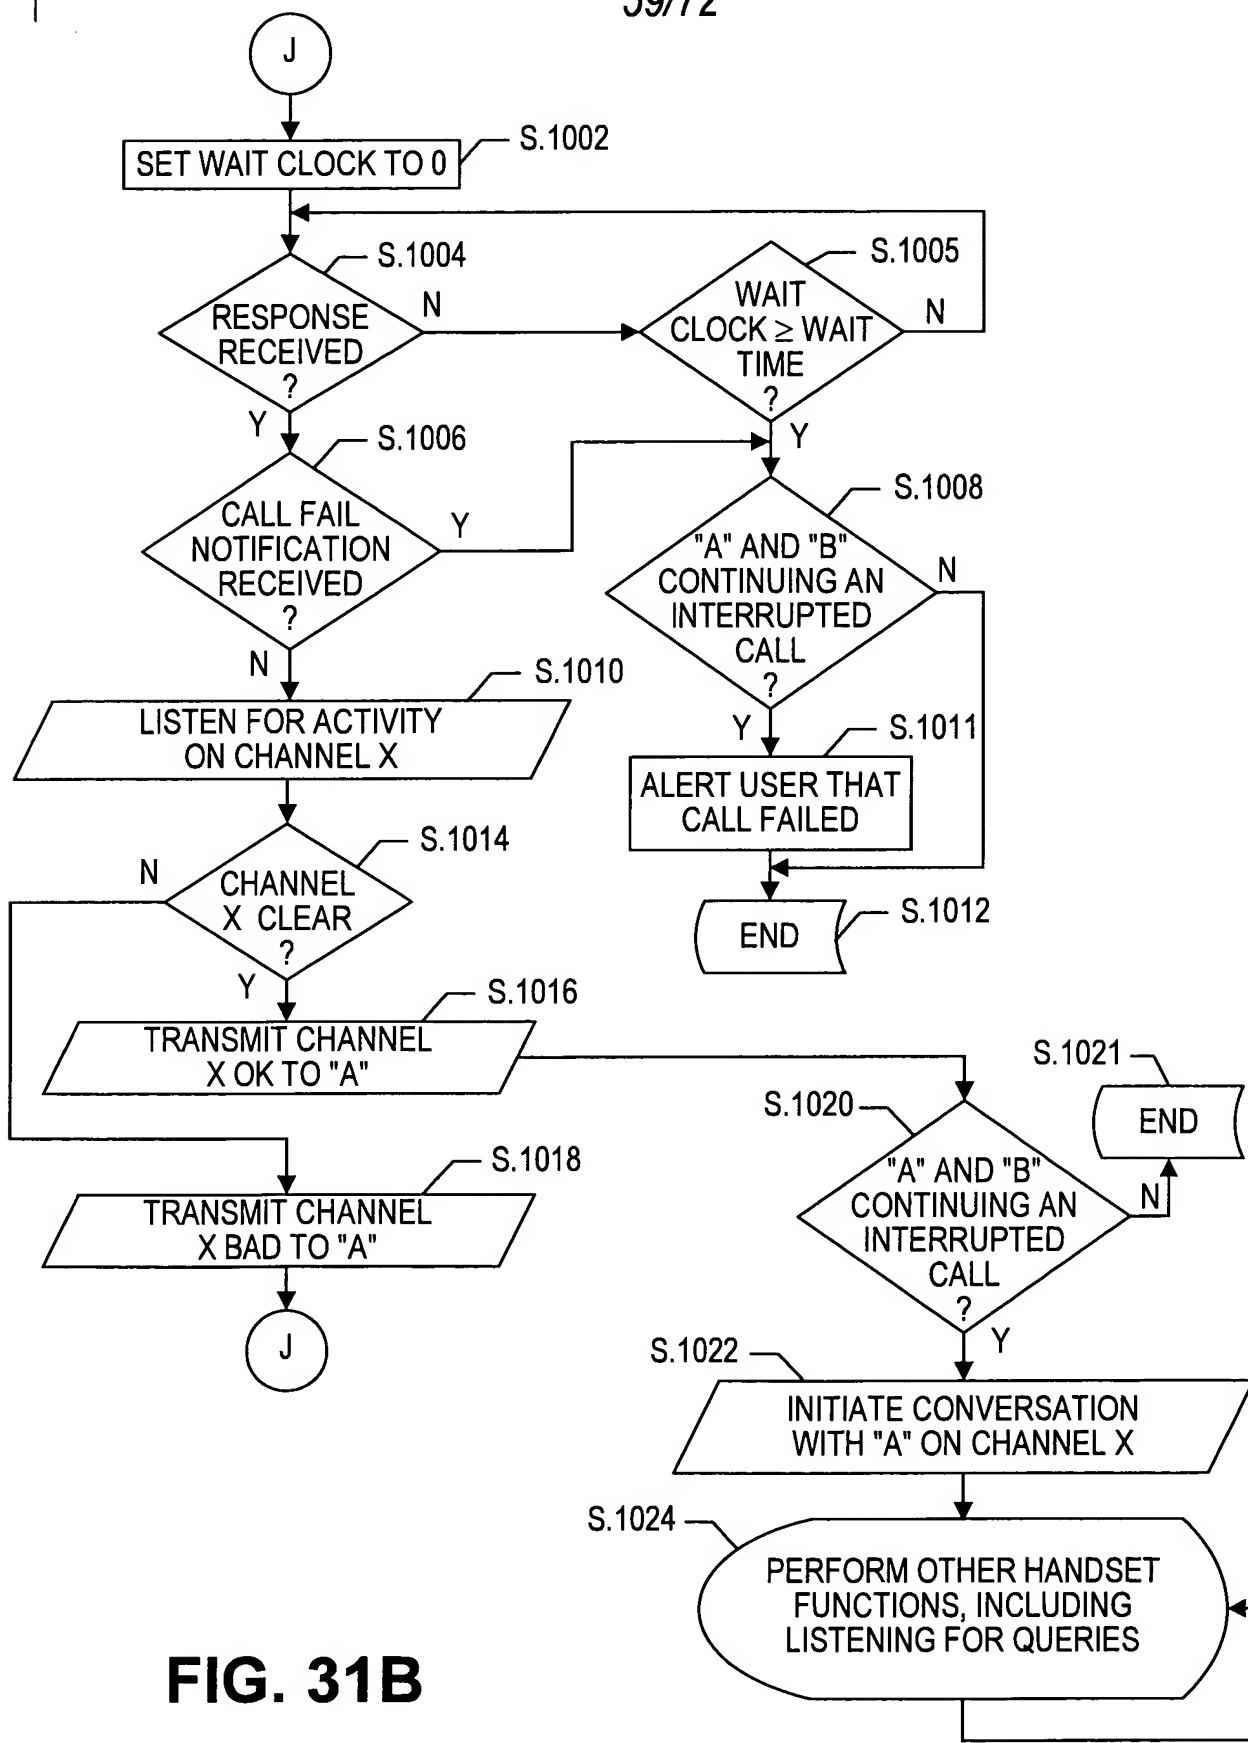 39/72
J
S.1002
SET WAIT CLOCK TO 0
S.1004
RESPONSE
RECEIVED
?
N
Y
S.1005
WAIT
CLOCK ≥ WAIT
TIME
?
N
Y
S.1006
CALL FAIL
NOTIFICATION
RECEIVED
?
Y
N
S.1008
"A" AND "B"
CONTINUING AN
INTERRUPTED
CALL
?
N
Y
S.1010
LISTEN FOR ACTIVITY
ON CHANNEL X
S.1011
ALERT USER THAT
CALL FAILED
S.1012
END
S.1014
CHANNEL
X CLEAR
?
N
Y
S.1016
TRANSMIT CHANNEL
X OK TO "A"
S.1018
TRANSMIT CHANNEL
X BAD TO "A"
J
S.1020
"A" AND "B"
CONTINUING AN
INTERRUPTED
CALL
?
N
Y
S.1021
END
S.1022
INITIATE CONVERSATION
WITH "A" ON CHANNEL X
S.1024
PERFORM OTHER HANDSET
FUNCTIONS, INCLUDING
LISTENING FOR QUERIES
FIG. 31B